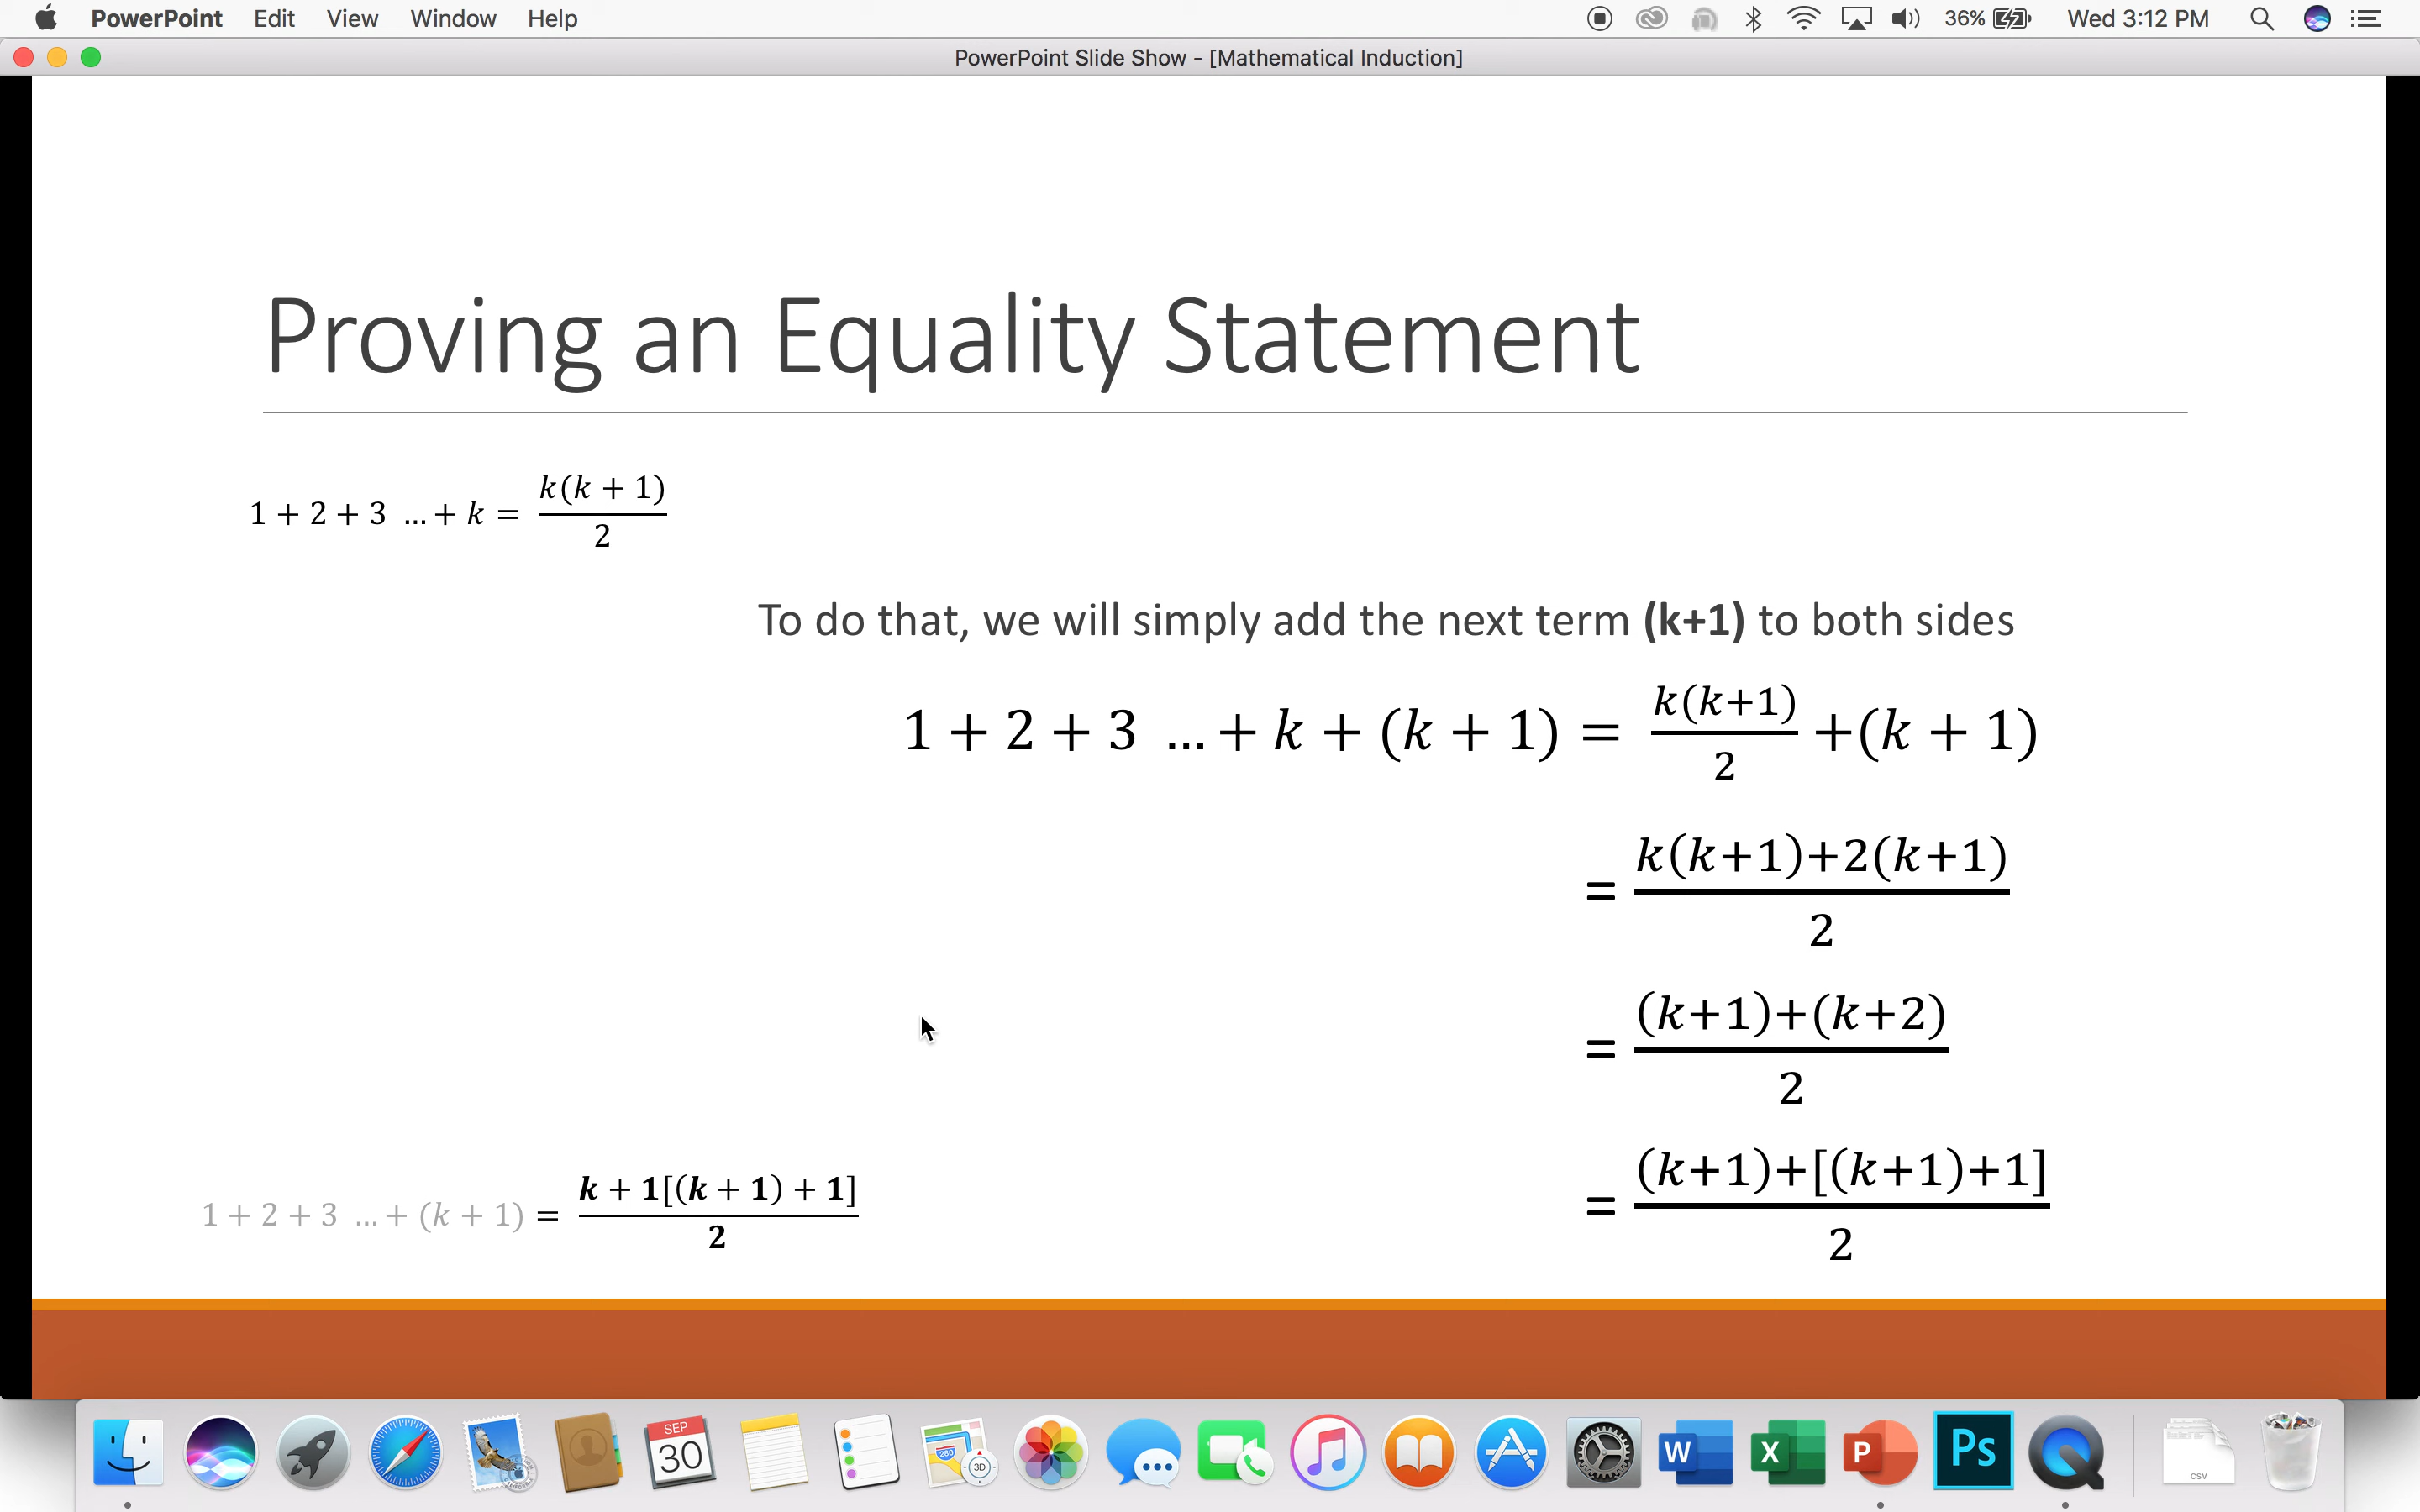 PowerPoint Edit View Window Help 36% Wed 3:12 PM
PowerPoint Slide Show - [Mathematical Induction]
Proving an Equality Statement
1 + 2 + 3 … + k = k(k + 1)
2
To do that, we will simply add the next term (k+1) to both sides
1 + 2 + 3 … + k + (k + 1) = k(k+1) +(k + 1)
2
= k(k+1)+2(k+1)
2
= (k+1)+(k+2)
2
= (k+1)+[(k+1)+1]
2
1 + 2 + 3 … + (k + 1) = k + 1[(k + 1) + 1]
2
SEP
30
280
3D
W
X
P
Ps
CSV